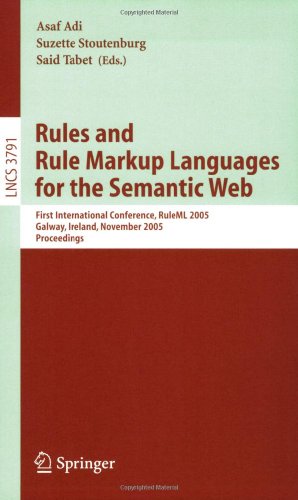 Asaf Adi
Suzette Stoutenburg
Said Tabet (Eds.)
LNCS 3791
Rules and
Rule Markup Languages
for the Semantic Web
First International Conference, RuleML 2005
Galway, Ireland, November 2005
Proceedings
Springer